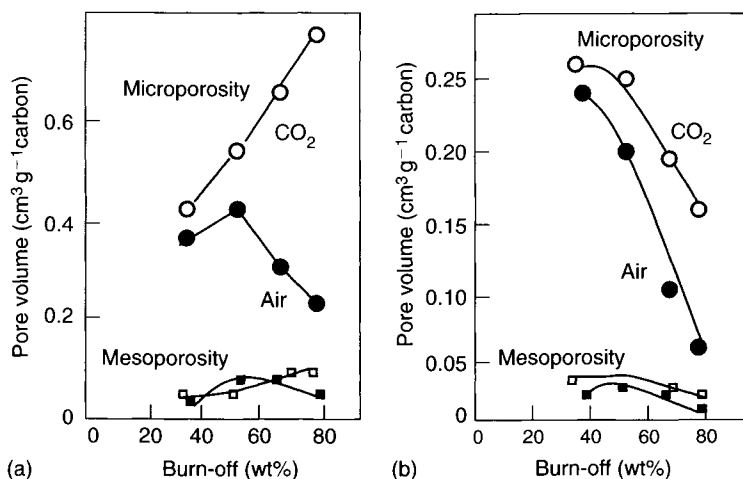 Pore volume (cm³ g⁻¹ carbon)
0.6
0.4
0.2
0
Microporosity
CO₂
Air
Mesoporosity
0 20 40 60 80
Burn-off (wt%)
(a)
Pore volume (cm³ g⁻¹ carbon)
0.25
0.20
0.15
0.10
0.05
0
Microporosity
CO₂
Air
Mesoporosity
0 20 40 60 80
Burn-off (wt%)
(b)